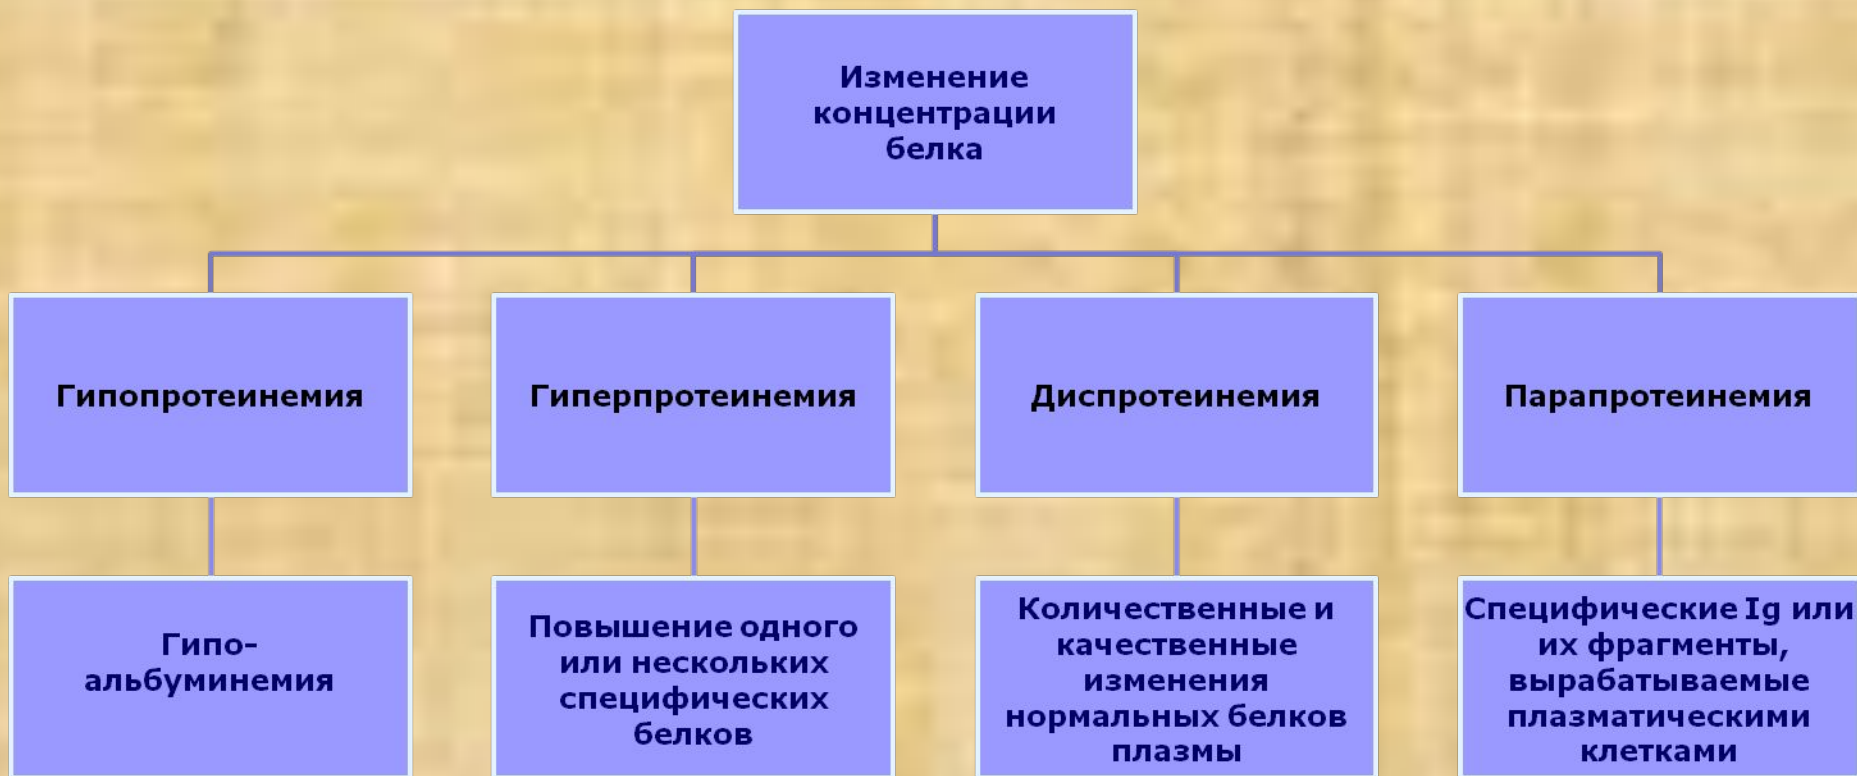 Изменение
концентрации
белка
Гипопротеинемия
Гиперпротеинемия
Диспротеинемия
Парапротеинемия
Гипо-
альбуминемия
Повышение одного
или нескольких
специфических
белков
Количественные и
качественные
изменения
нормальных белков
плазмы
Специфические Ig или
их фрагменты,
вырабатываемые
плазматическими
клетками